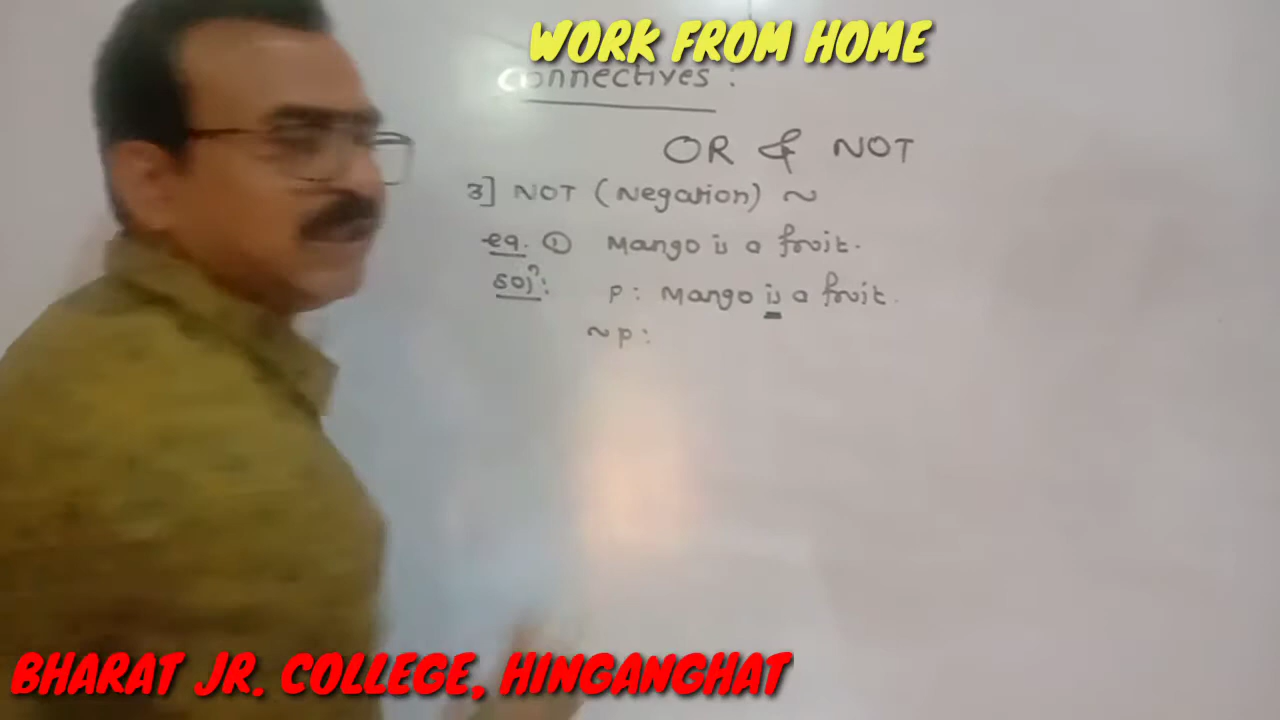 WORK FROM HOME
Connectives :
OR & NOT
3] NOT (Negation) ~
eg. ① Mango is a fruit.
Solⁿ: P : Mango is a fruit.
~p :
BHARAT JR. COLLEGE, HINGANGHAT